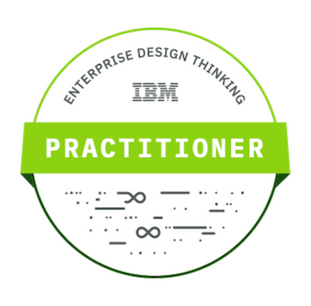 ENTERPRISE DESIGN THINKING
IBM
PRACTITIONER